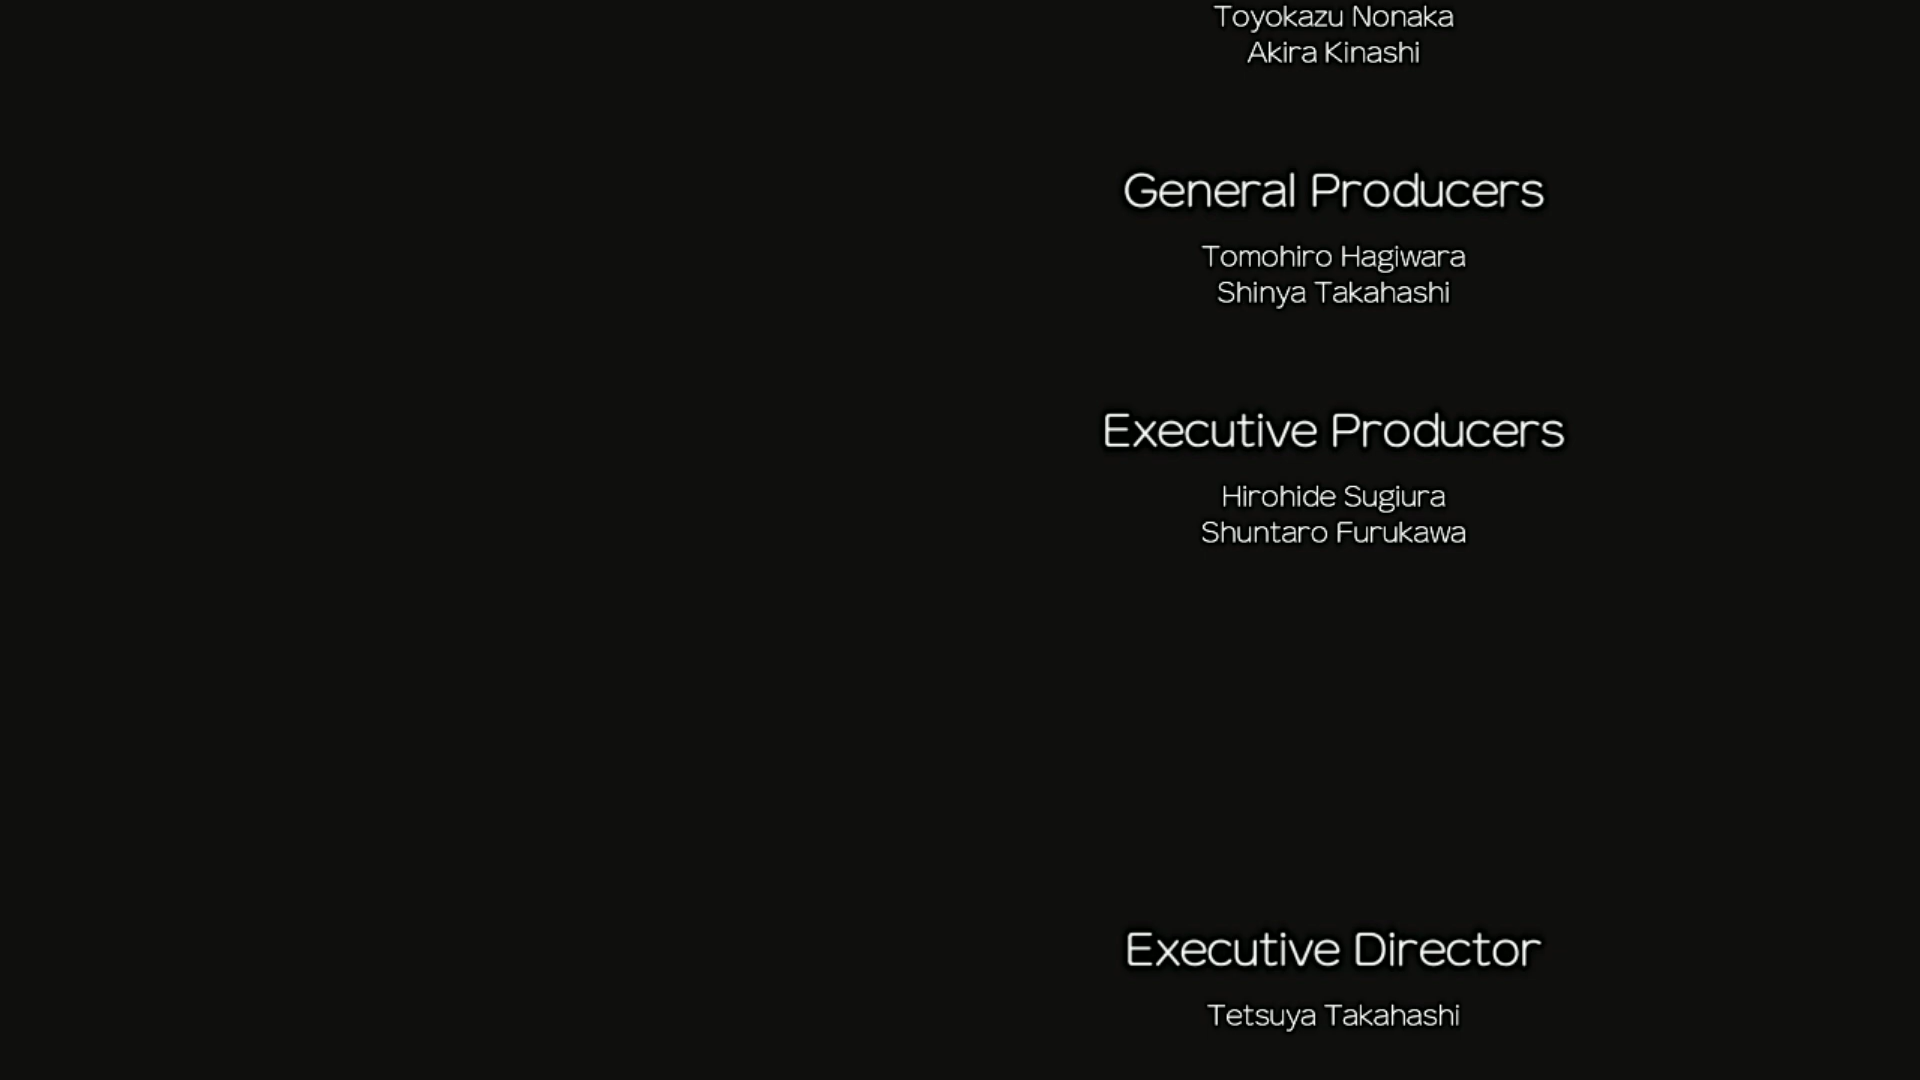 Toyokazu Nonaka
Akira Kinashi
General Producers
Tomohiro Hagiwara
Shinya Takahashi
Executive Producers
Hirohide Sugiura
Shuntaro Furukawa
Executive Director
Tetsuya Takahashi